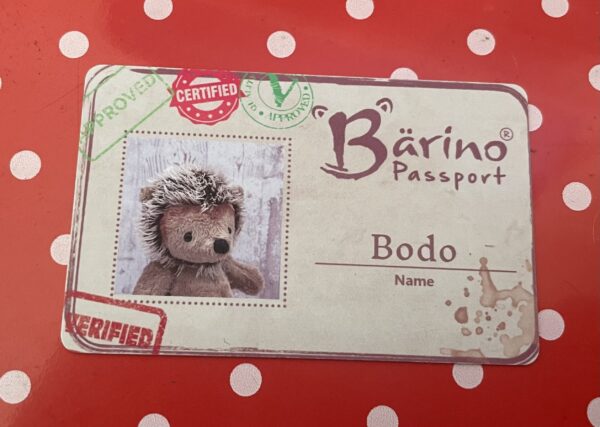 APPROVED
CERTIFIED
APPROVED
Bärino®
Passport
Bodo
Name
VERIFIED